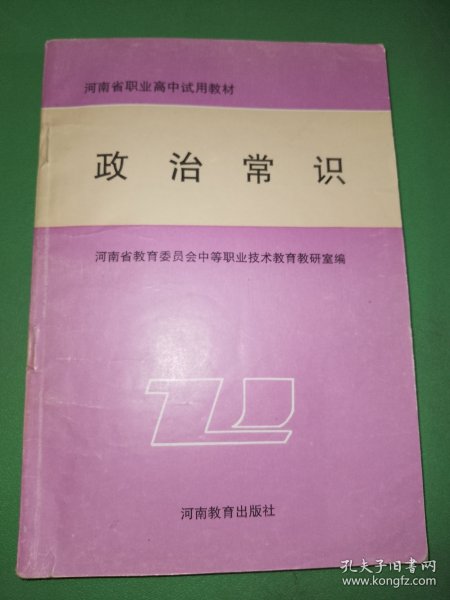 河南省职业高中试用教材
政治常识
河南省教育委员会中等职业技术教育教研室编
河南教育出版社
孔夫子旧书网
www.kongfz.com